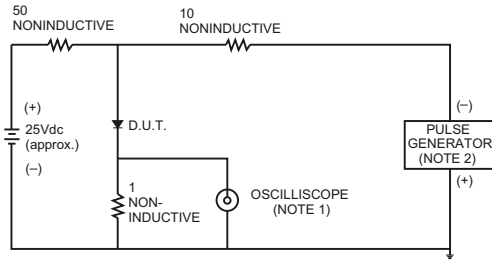 50
NONINDUCTIVE
10
NONINDUCTIVE
(+)
25Vdc
(approx.)
(–)
D.U.T.
1
NON-
INDUCTIVE
OSCILLISCOPE
(NOTE 1)
(–)
PULSE
GENERATOR
(NOTE 2)
(+)